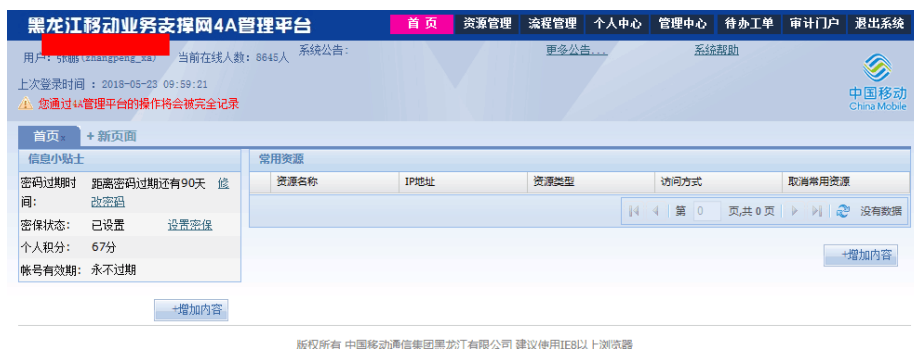 黑龙江移动业务支撑网4A管理平台
首 页 资源管理 流程管理 个人中心 管理中心 待办工单 审计门户 退出系统
用户: 张鹏(zhangpeng_xa) 当前在线人数: 8645人 系统公告: 更多公告... 系统帮助
上次登录时间 : 2018-05-23 09:59:21
您通过4A管理平台的操作将会被完全记录
中国移动
China Mobile
首页x + 新页面
信息小贴士
密码过期时间: 距离密码过期还有90天 修改密码
密保状态: 已设置 设置密保
个人积分: 67分
帐号有效期: 永不过期
+增加内容
常用资源
资源名称 IP地址 资源类型 访问方式 取消常用资源
第 0 页,共 0 页 没有数据
+增加内容
版权所有 中国移动通信集团黑龙江有限公司 建议使用IE8以上浏览器